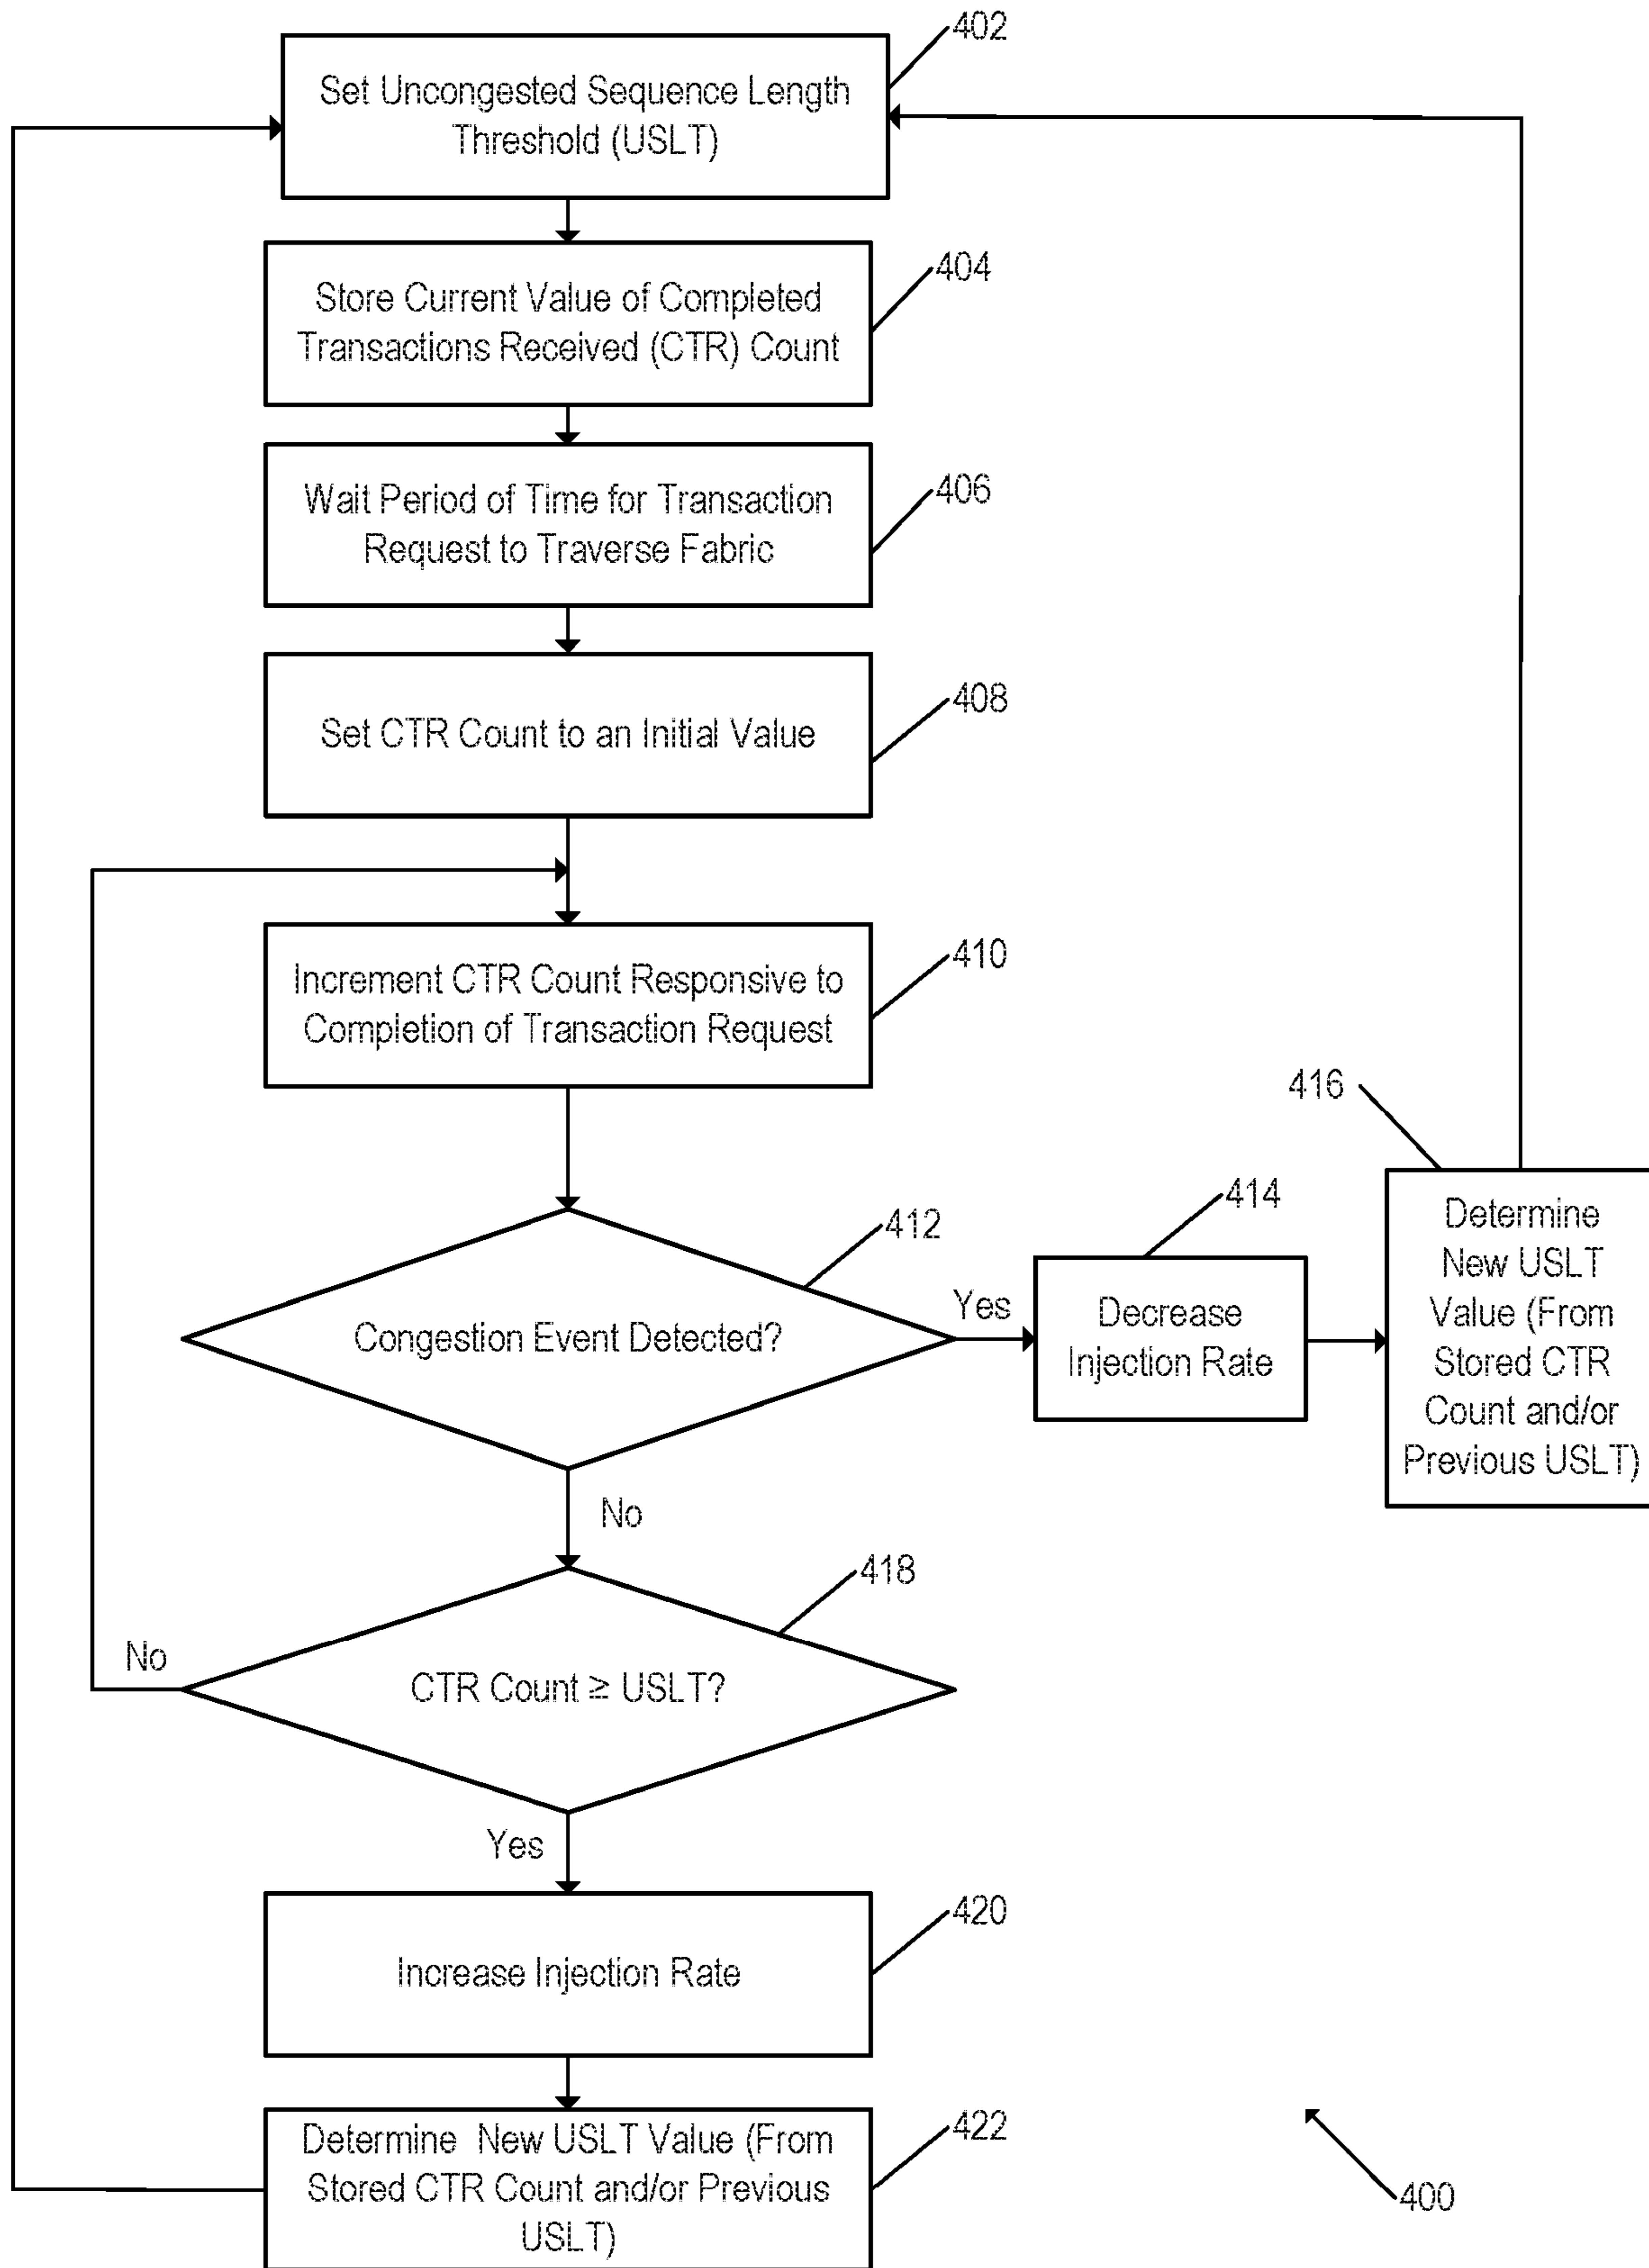 402
Set Uncongested Sequence Length
Threshold (USLT)
404
Store Current Value of Completed
Transactions Received (CTR) Count
406
Wait Period of Time for Transaction
Request to Traverse Fabric
408
Set CTR Count to an Initial Value
410
Increment CTR Count Responsive to
Completion of Transaction Request
412
Congestion Event Detected?
Yes
414
Decrease
Injection Rate
416
Determine
New USLT
Value (From
Stored CTR
Count and/or
Previous USLT)
No
418
CTR Count ≥ USLT?
No
Yes
420
Increase Injection Rate
422
Determine New USLT Value (From
Stored CTR Count and/or Previous
USLT)
400